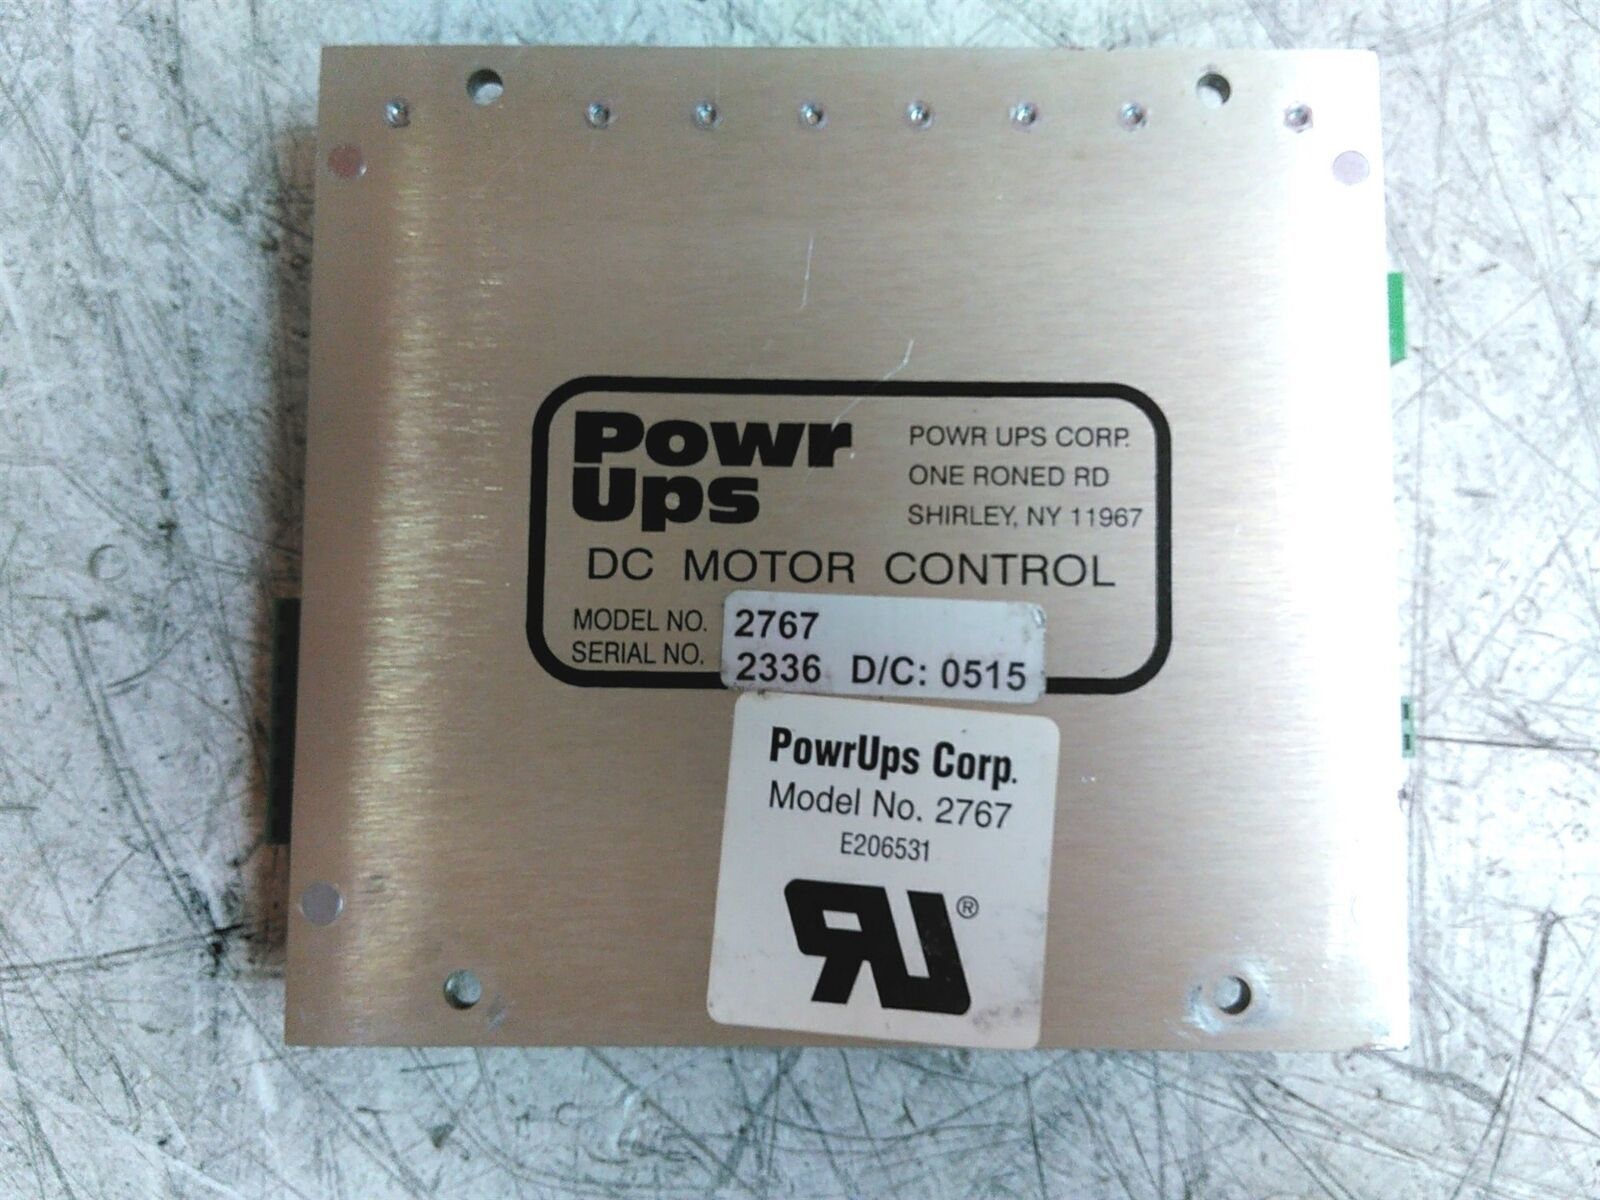 Powr
Ups
POWR UPS CORP.
ONE RONED RD
SHIRLEY, NY 11967
DC MOTOR CONTROL
MODEL NO. 2767
SERIAL NO. 2336 D/C: 0515
PowrUps Corp.
Model No. 2767
E206531
RU®